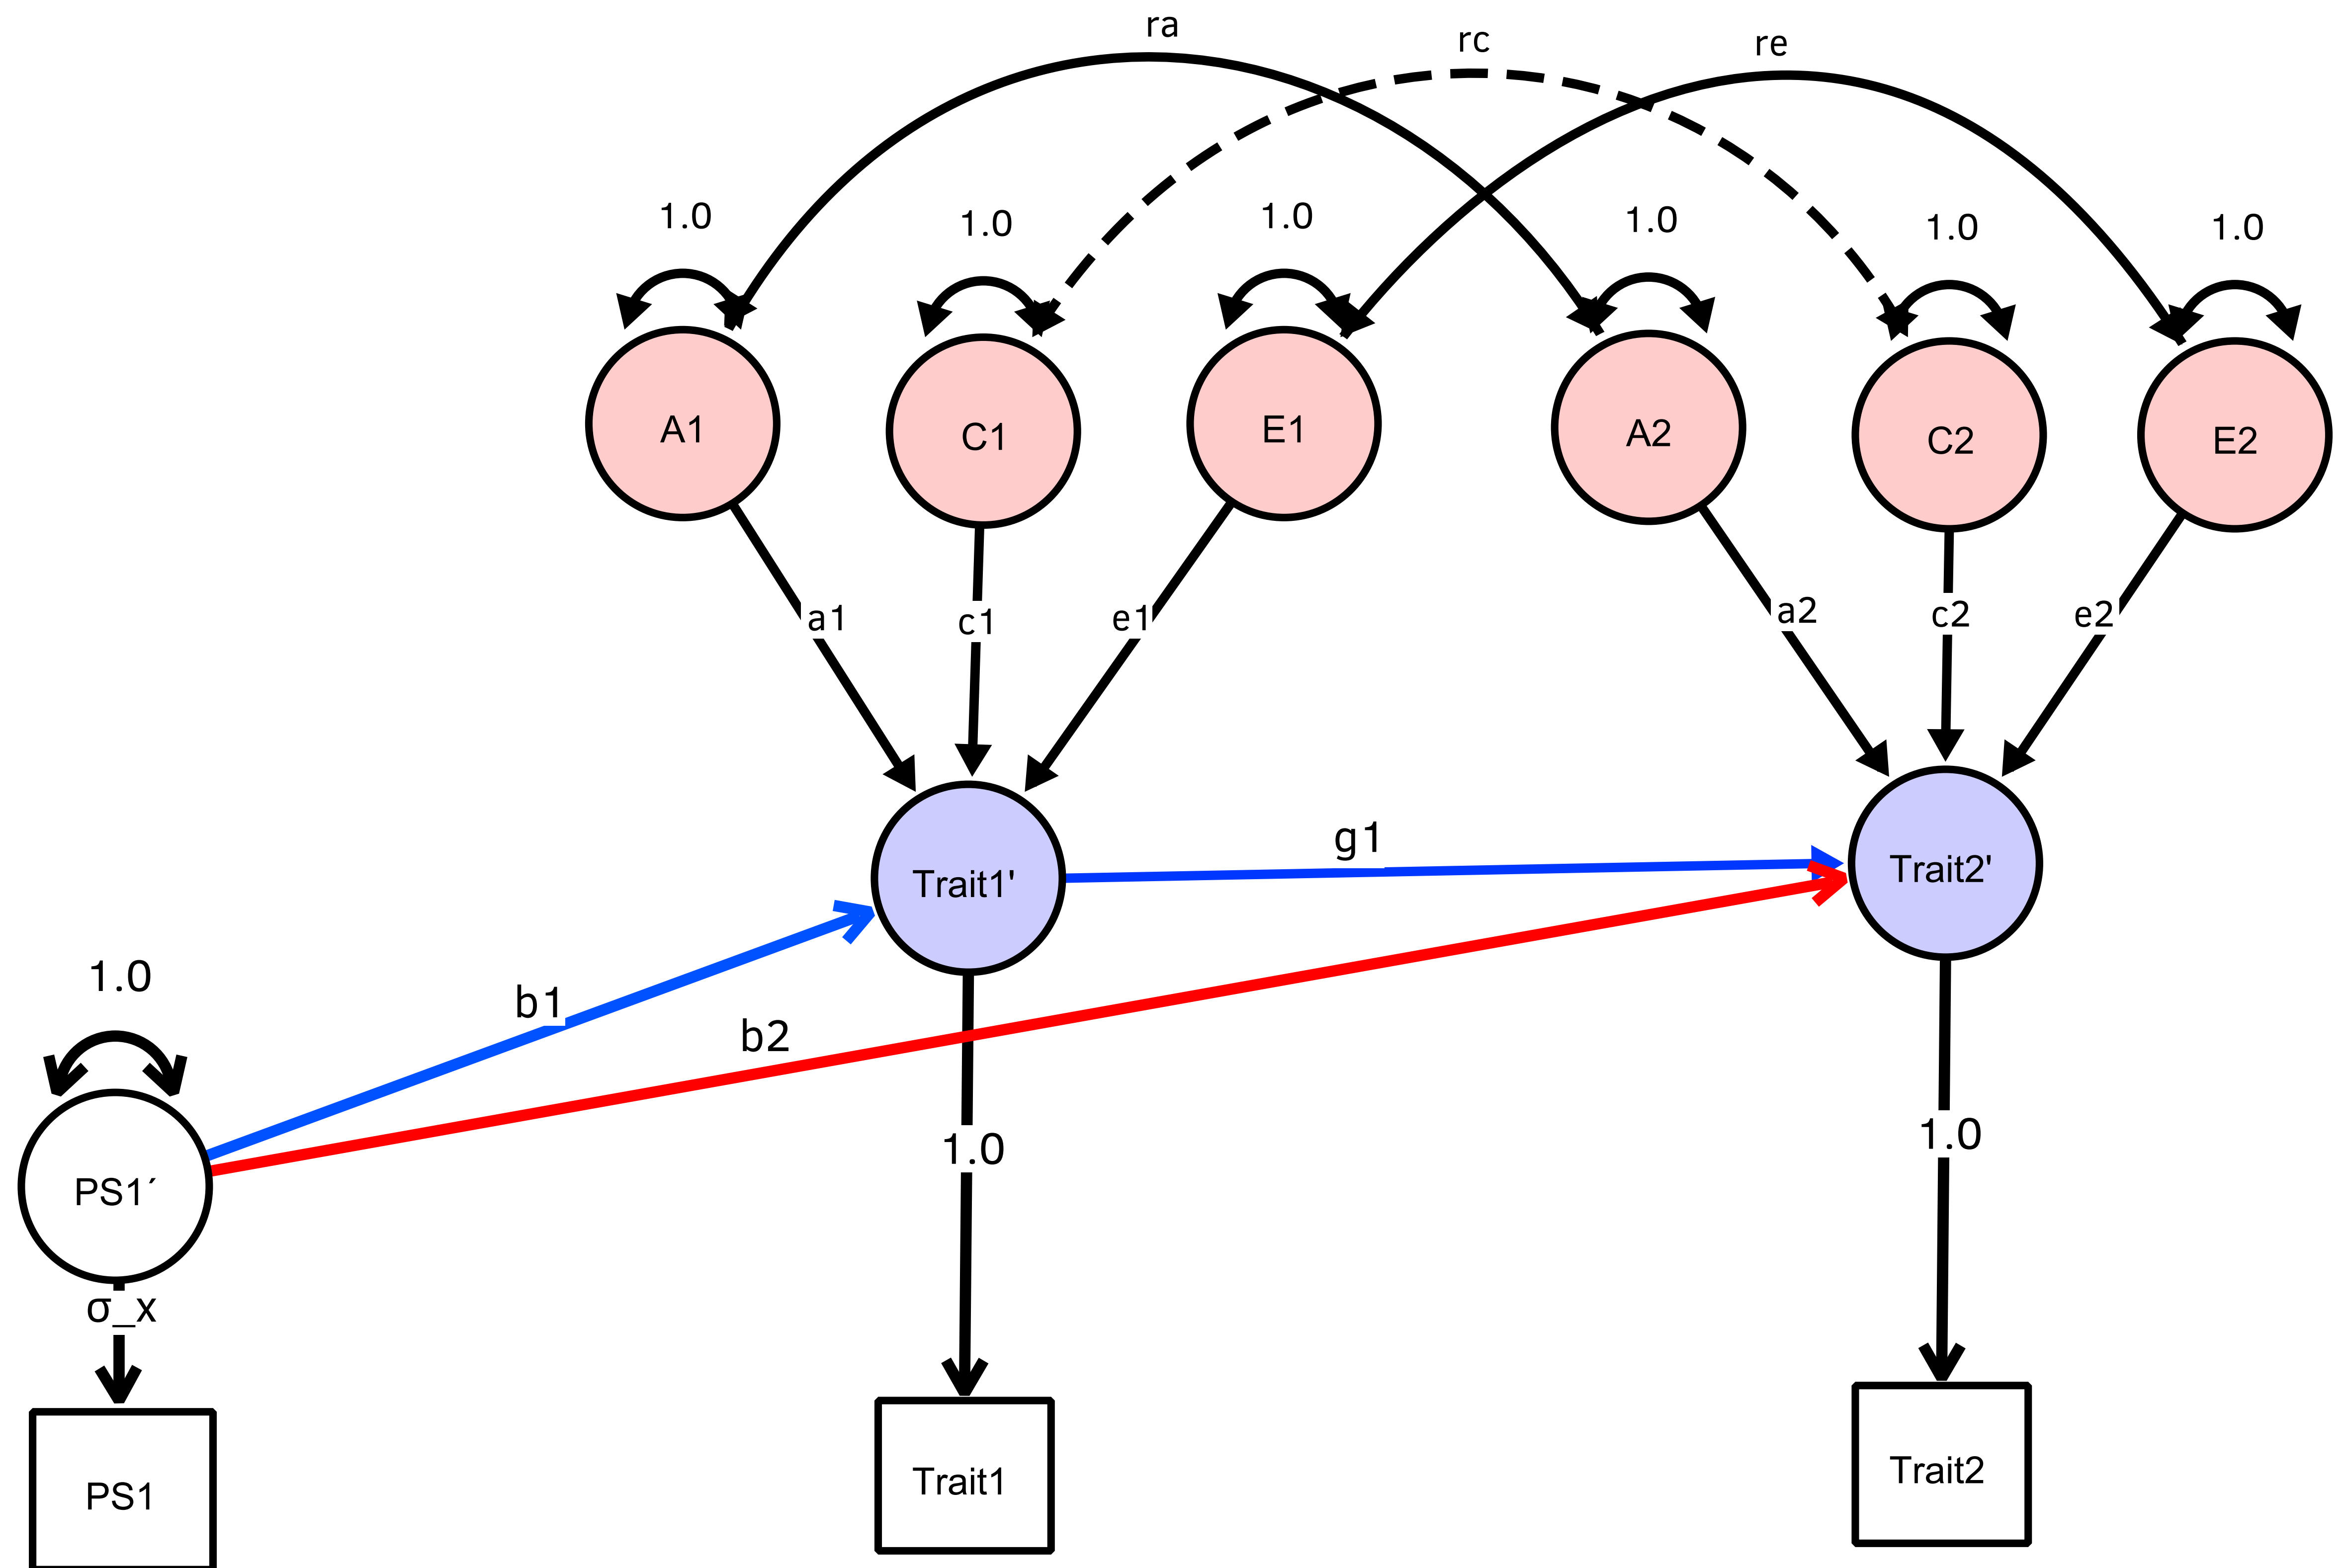 ra
rc
re
1.0
1.0
1.0
1.0
1.0
1.0
A1
C1
E1
A2
C2
E2
a1
c1
e1
a2
c2
e2
g1
Trait1'
Trait2'
b1
b2
1.0
1.0
1.0
PS1´
σ_x
PS1
Trait1
Trait2